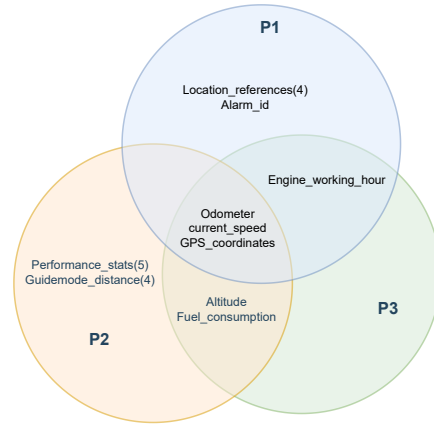 P1
Location_references(4)
Alarm_id
Engine_working_hour
Odometer
current_speed
GPS_coordinates
Performance_stats(5)
Guidemode_distance(4)
Altitude
Fuel_consumption
P3
P2